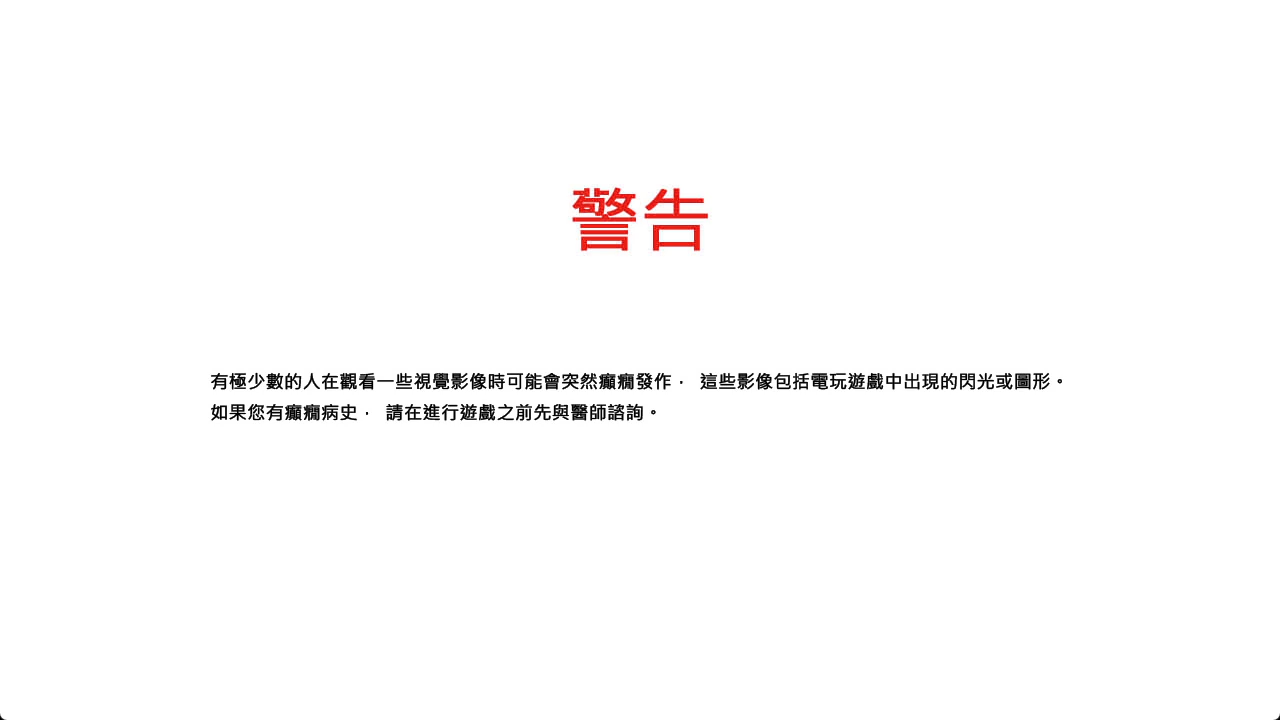 警告
有極少數的人在觀看一些視覺影像時可能會突然癲癇發作， 這些影像包括電玩遊戲中出現的閃光或圖形。
如果您有癲癇病史， 請在進行遊戲之前先與醫師諮詢。